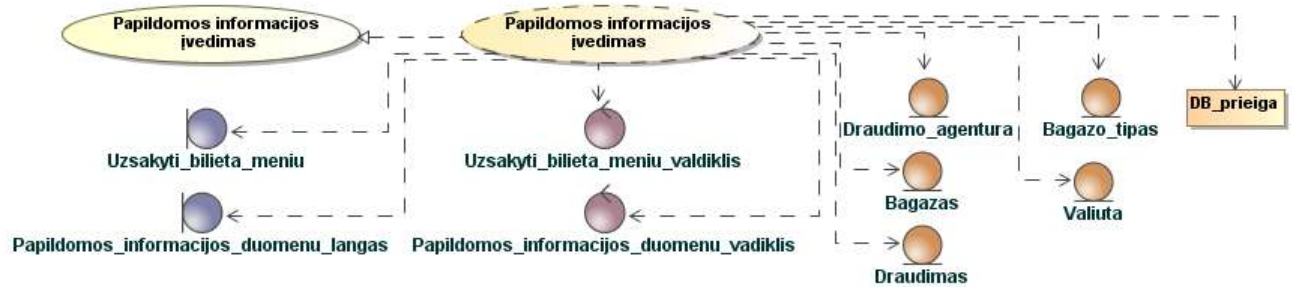 Papildomos informacijos
įvedimas
Papildomos informacijos
įvedimas
DB_prieiga
Draudimo_agentura
Bagazo_tipas
Uzsakyti_bilieta_meniu
Uzsakyti_bilieta_meniu_valdiklis
Bagazas
Valiuta
Papildomos_informacijos_duomenu_langas
Papildomos_informacijos_duomenu_vadiklis
Draudimas